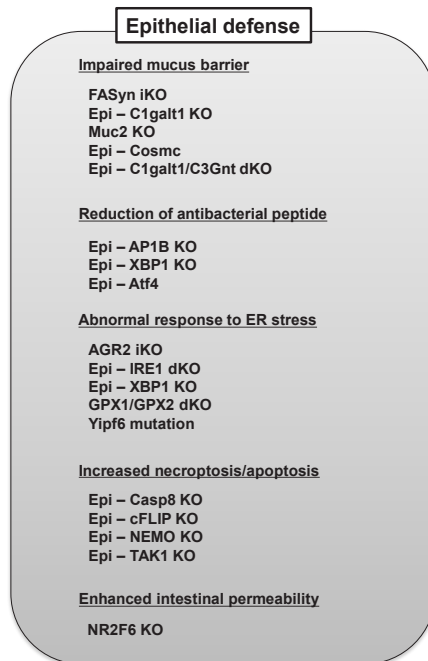 Epithelial defense
Impaired mucus barrier
FASyn iKO
Epi – C1galt1 KO
Muc2 KO
Epi – Cosmc
Epi – C1galt1/C3Gnt dKO
Reduction of antibacterial peptide
Epi – AP1B KO
Epi – XBP1 KO
Epi – Atf4
Abnormal response to ER stress
AGR2 iKO
Epi – IRE1 dKO
Epi – XBP1 KO
GPX1/GPX2 dKO
Yipf6 mutation
Increased necroptosis/apoptosis
Epi – Casp8 KO
Epi – cFLIP KO
Epi – NEMO KO
Epi – TAK1 KO
Enhanced intestinal permeability
NR2F6 KO